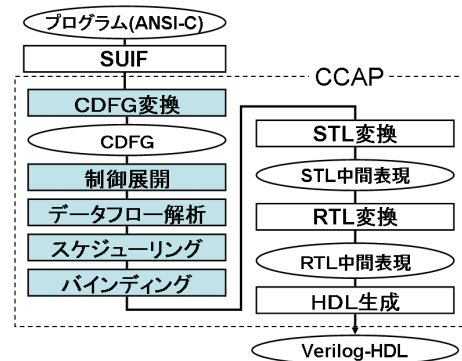 プログラム(ANSI-C)
SUIF
CCAP
CDFG変換
CDFG
制御展開
データフロー解析
スケジューリング
バインディング
STL変換
STL中間表現
RTL変換
RTL中間表現
HDL生成
Verilog-HDL